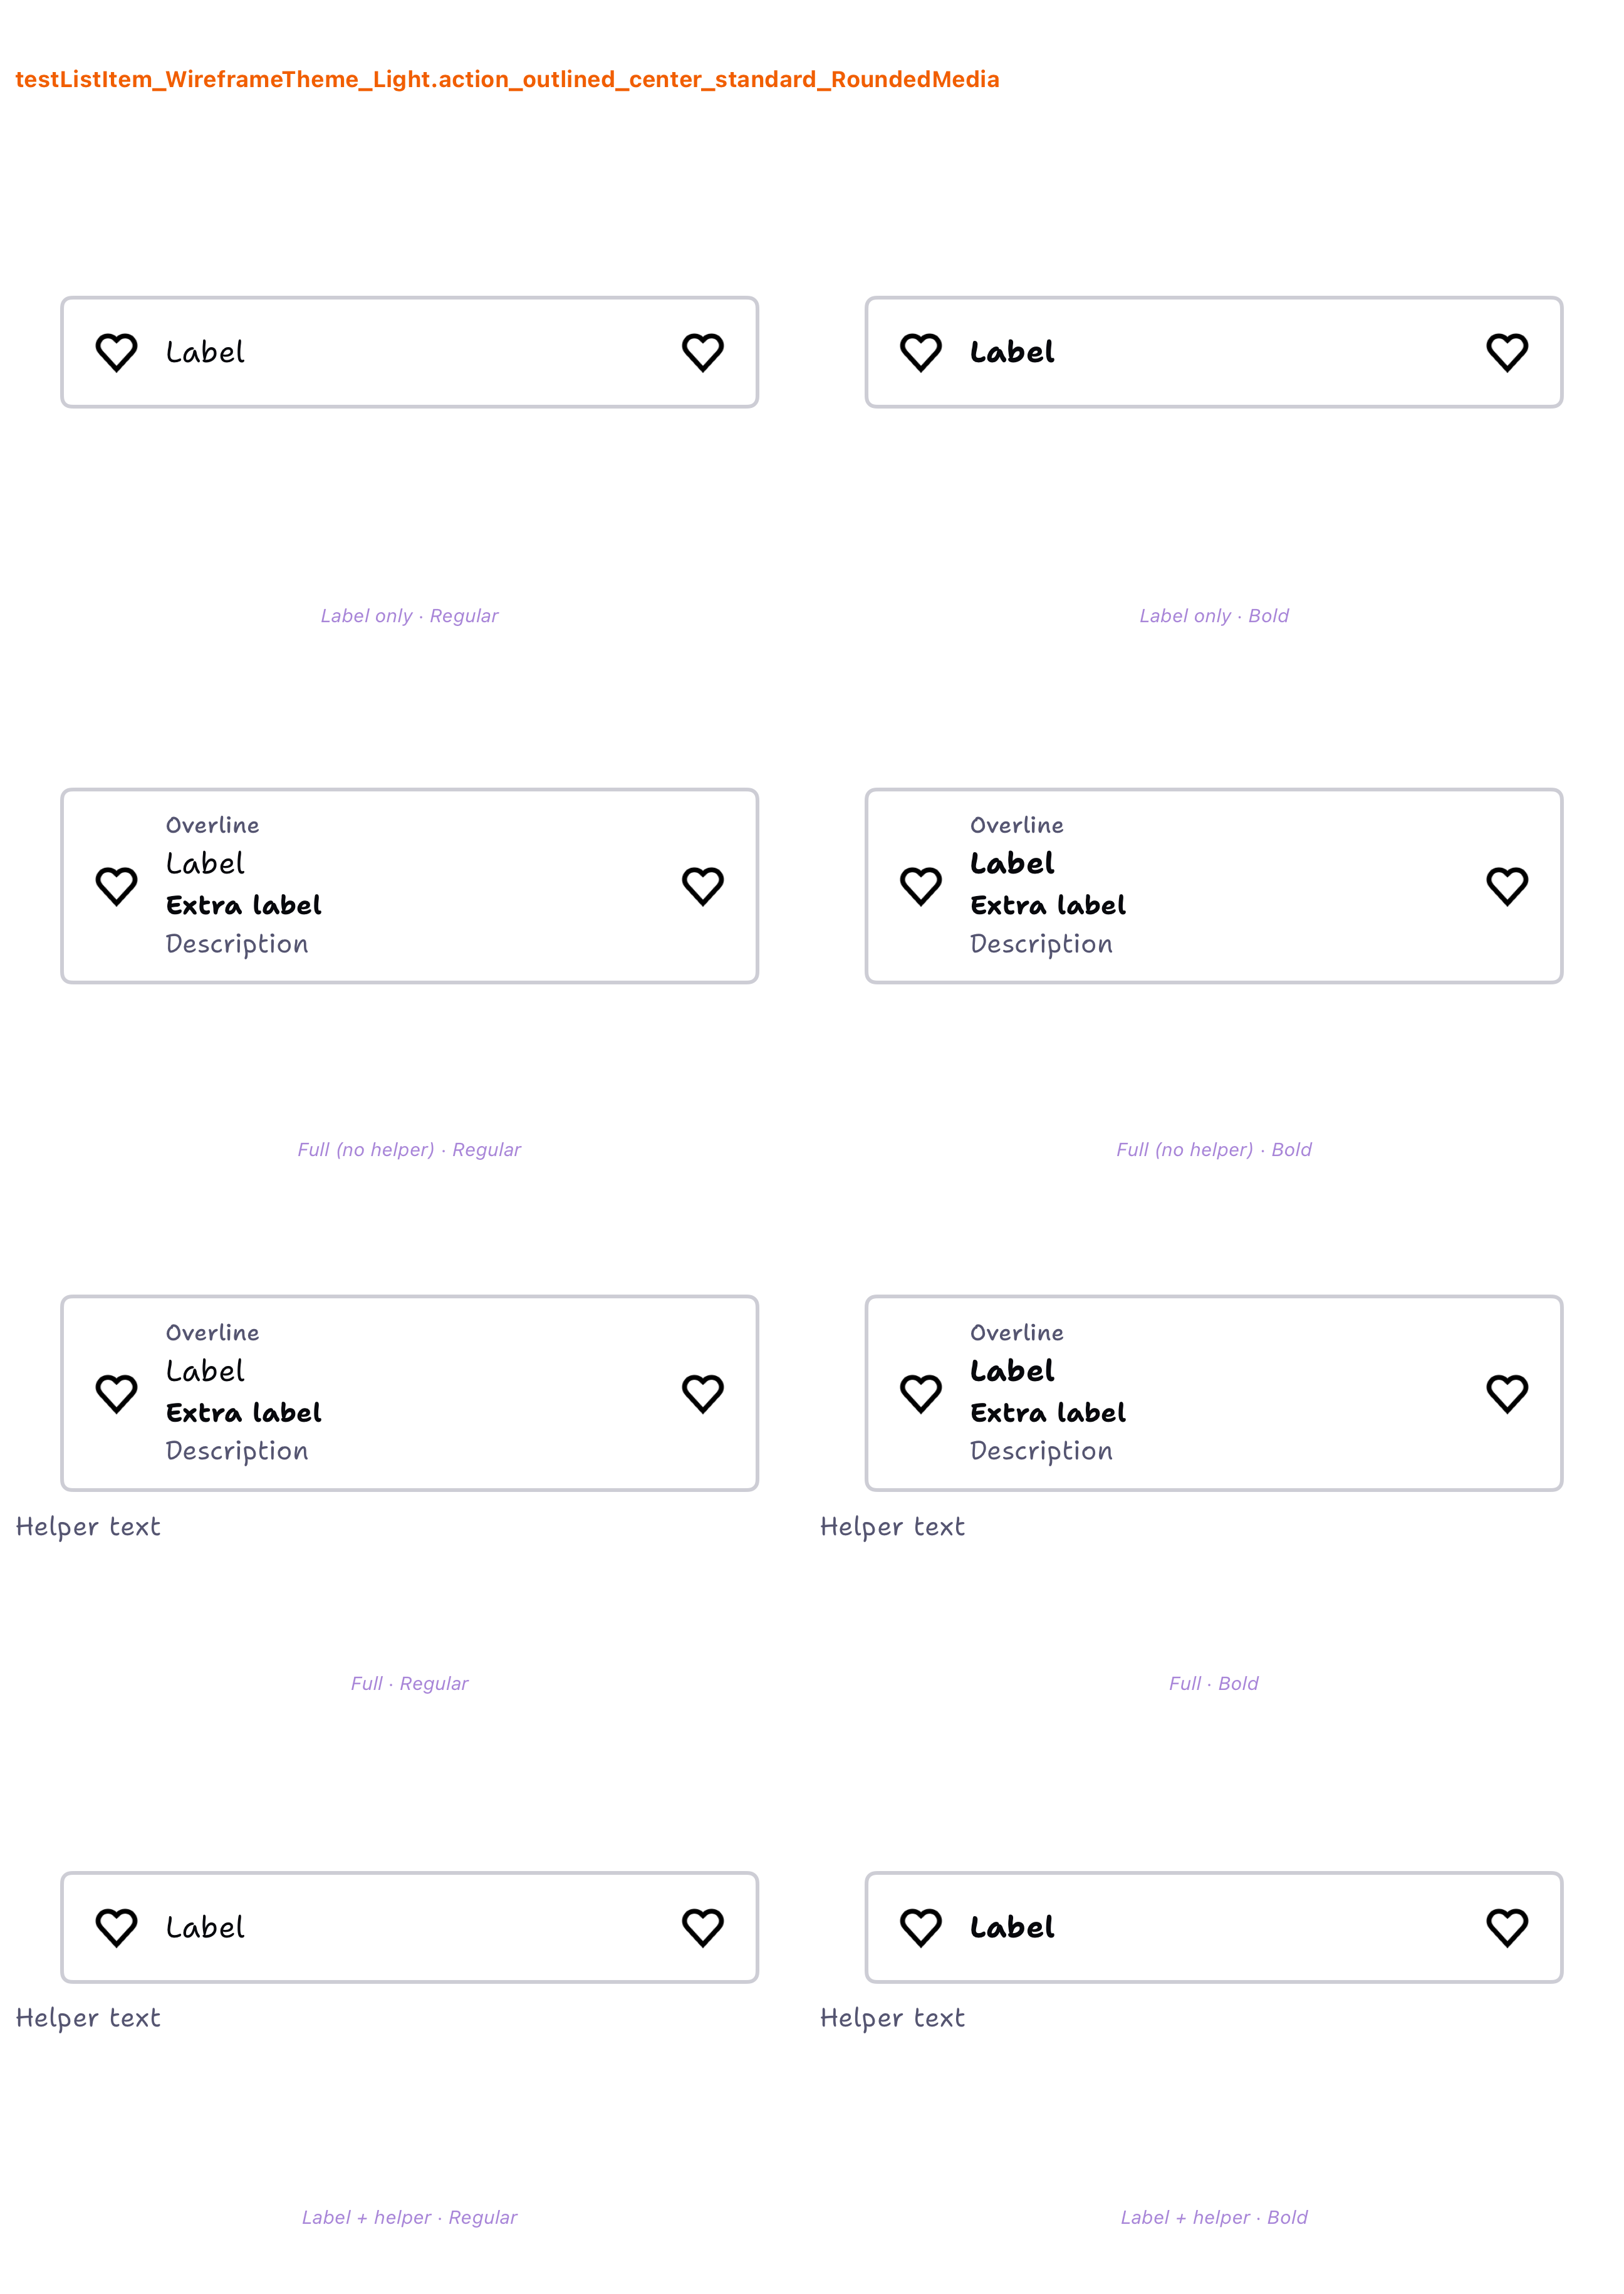 testListItem_WireframeTheme_Light.action_outlined_center_standard_RoundedMedia
Label
Label
Label only · Regular
Label only · Bold
Overline
Label
Extra label
Description
Overline
Label
Extra label
Description
Full (no helper) · Regular
Full (no helper) · Bold
Overline
Label
Extra label
Description
Helper text
Overline
Label
Extra label
Description
Helper text
Full · Regular
Full · Bold
Label
Helper text
Label
Helper text
Label + helper · Regular
Label + helper · Bold